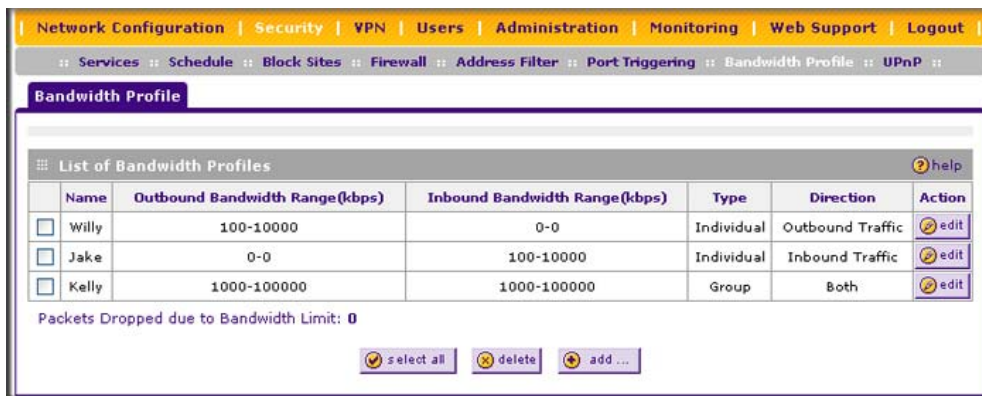 Network Configuration | Security | VPN | Users | Administration | Monitoring | Web Support | Logout
:: Services :: Schedule :: Block Sites :: Firewall :: Address Filter :: Port Triggering :: Bandwidth Profile :: UPnP ::
Bandwidth Profile
List of Bandwidth Profiles help
Name Outbound Bandwidth Range(kbps) Inbound Bandwidth Range(kbps) Type Direction Action
Willy 100-10000 0-0 Individual Outbound Traffic edit
Jake 0-0 100-10000 Individual Inbound Traffic edit
Kelly 1000-100000 1000-100000 Group Both edit
Packets Dropped due to Bandwidth Limit: 0
select all delete add ...